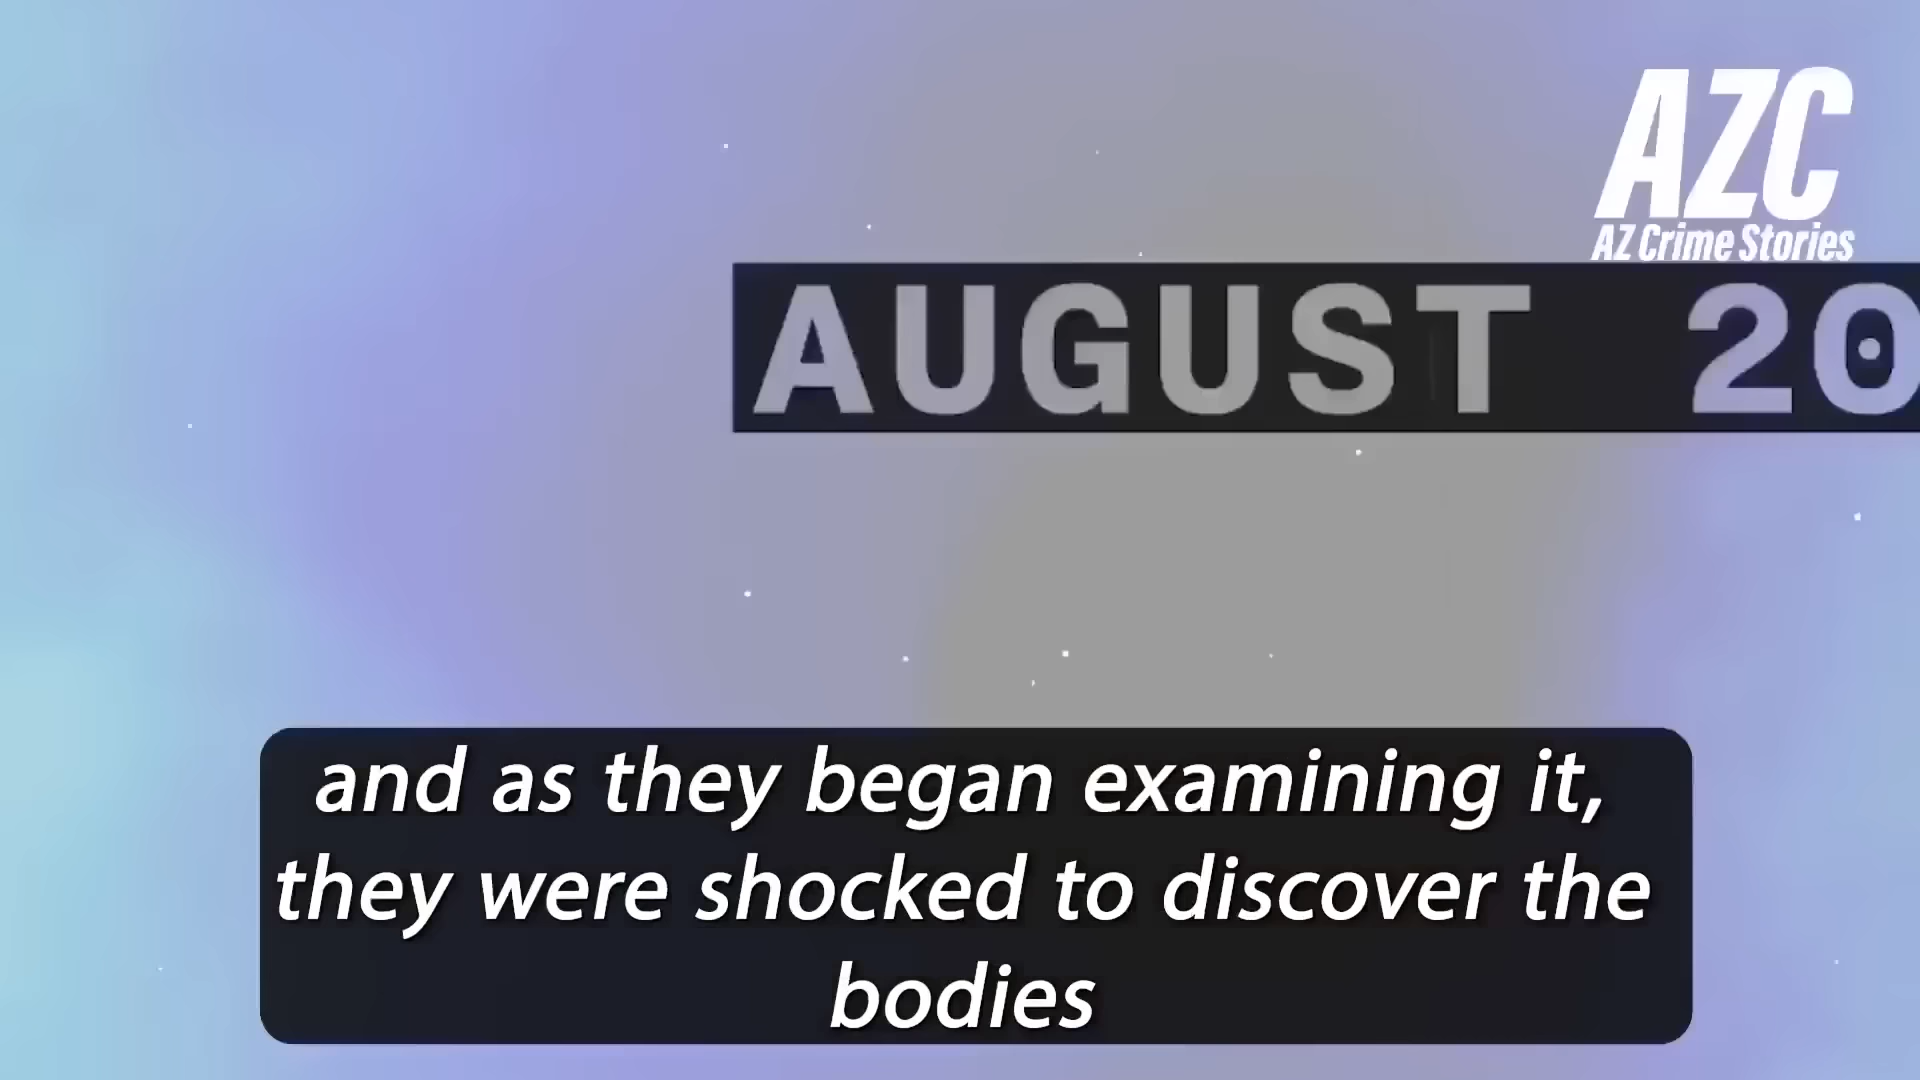 AZC
AZ Crime Stories
AUGUST 20
and as they began examining it,
they were shocked to discover the
bodies